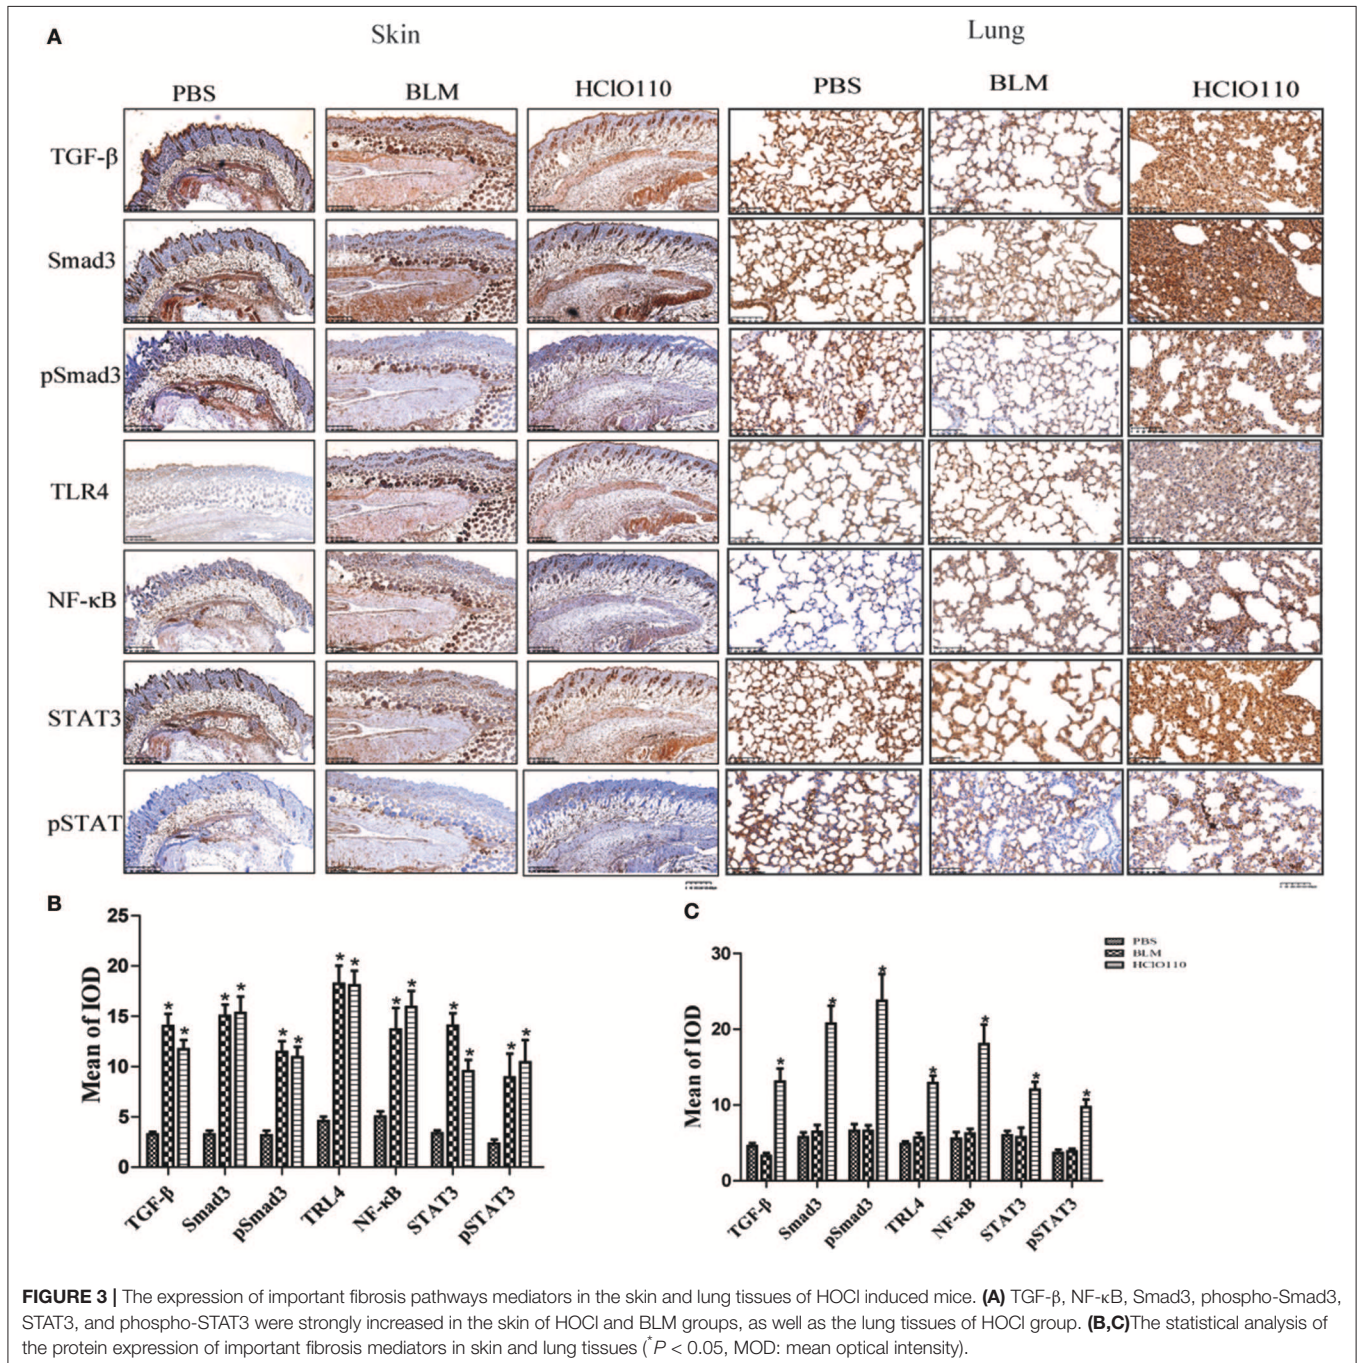 A
Skin
Lung
PBS
BLM
HClO110
PBS
BLM
HClO110
TGF-β
Smad3
pSmad3
TLR4
NF-κB
STAT3
pSTAT
B
25
20
15
10
5
0
Mean of IOD
* * * * * * * * * * * * * *
TGF-β
Smad3
pSmad3
TRL4
NF-κB
STAT3
pSTAT3
C
PBS
BLM
HClO110
30
20
10
0
Mean of IOD
* * * * * * *
TGF-β
Smad3
pSmad3
TRL4
NF-κB
STAT3
pSTAT3
FIGURE 3 | The expression of important fibrosis pathways mediators in the skin and lung tissues of HOCl induced mice. (A) TGF-β, NF-κB, Smad3, phospho-Smad3,
STAT3, and phospho-STAT3 were strongly increased in the skin of HOCl and BLM groups, as well as the lung tissues of HOCl group. (B,C)The statistical analysis of
the protein expression of important fibrosis mediators in skin and lung tissues (*P < 0.05, MOD: mean optical intensity).